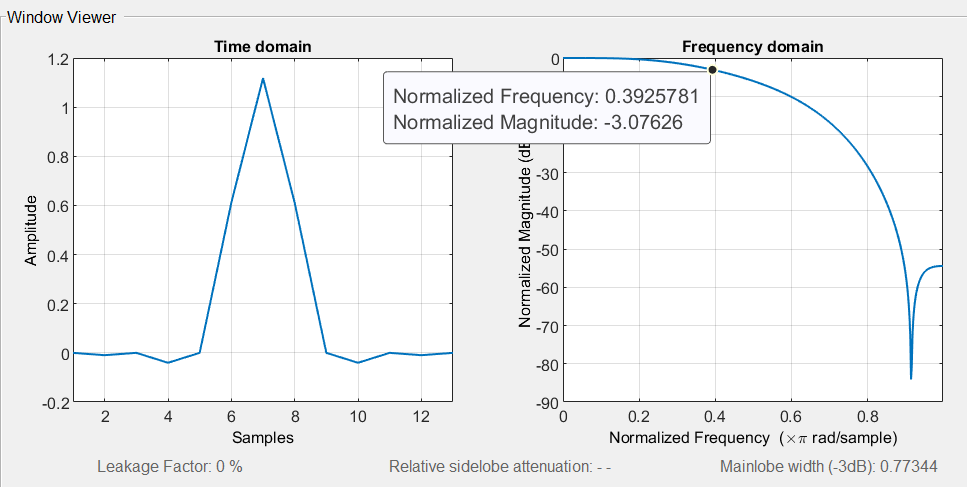 Window Viewer
Time domain
1.2
1
0.8
0.6
0.4
0.2
0
-0.2
Amplitude
2
4
6
8
10
12
Samples
Frequency domain
Normalized Frequency: 0.3925781
Normalized Magnitude: -3.07626
0
-30
-40
-50
-60
-70
-80
-90
Normalized Magnitude (dB
0
0.2
0.4
0.6
0.8
Normalized Frequency (×π rad/sample)
Leakage Factor: 0 %
Relative sidelobe attenuation: - -
Mainlobe width (-3dB): 0.77344